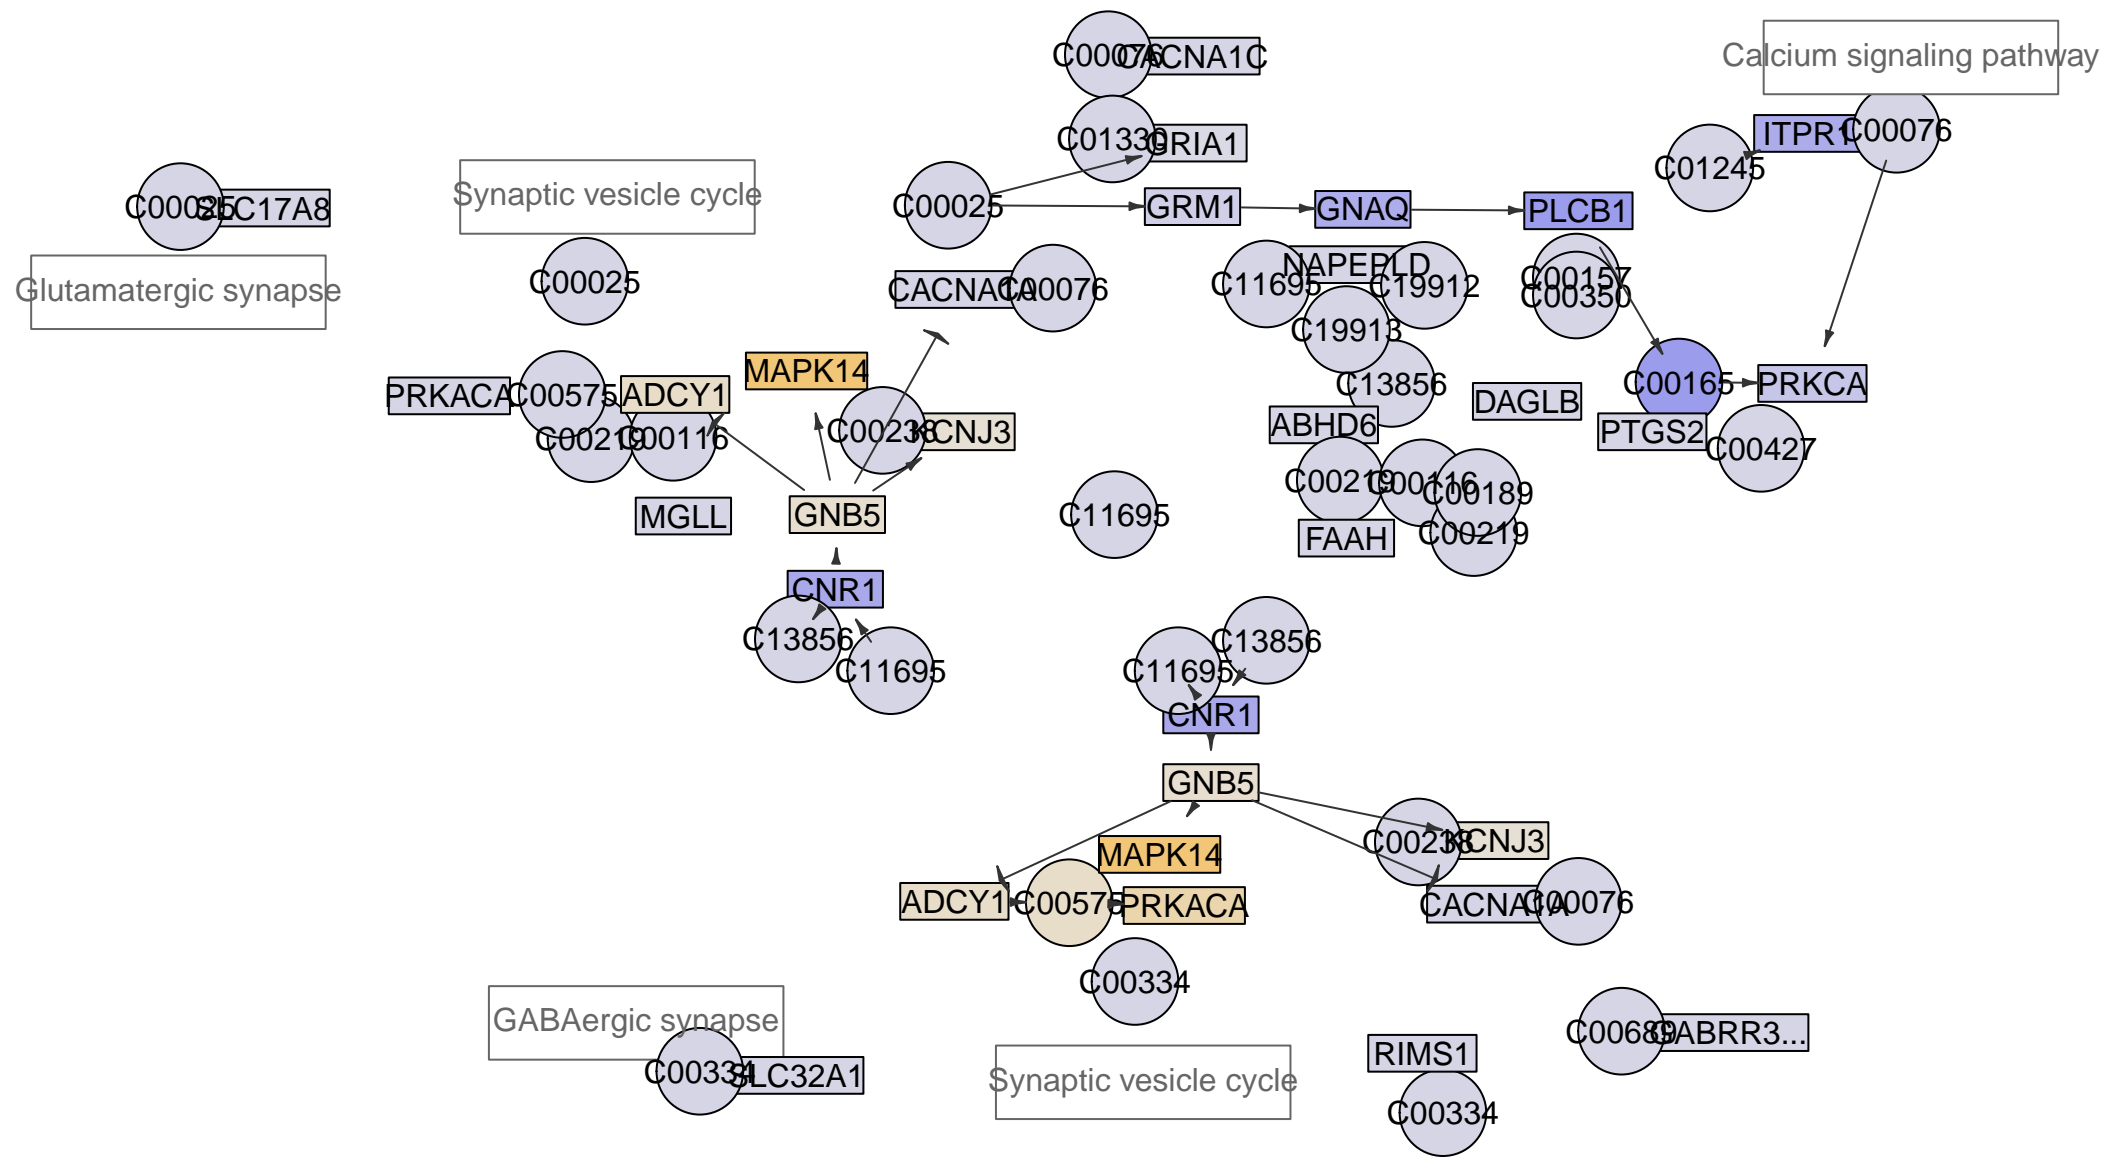 C00076
CACNA1C
Calcium signaling pathway
C01330
GRIA1
ITPR1
C00076
C01245
C00025
SLC17A8
Synaptic vesicle cycle
C00025
GRM1
GNAQ
PLCB1
Glutamatergic synapse
C00025
CACNA1A
C00076
C11695
NAPEPLD
C19912
C00157
C00350
C19913
MAPK14
C13856
C00165
PRKCA
PRKACA
C00575
ADCY1
DAGLB
C00219
C00116
C00238
KCNJ3
ABHD6
PTGS2
C00427
MGLL
GNB5
C11695
C00219
C00116
C00189
FAAH
C00219
CNR1
C13856
C11695
C13856
C11695
CNR1
GNB5
MAPK14
C00238
KCNJ3
ADCY1
C00575
PRKACA
CACNA1A
C00076
C00334
GABAergic synapse
C00334
SLC32A1
Synaptic vesicle cycle
RIMS1
C00334
C00689
GABRR3...